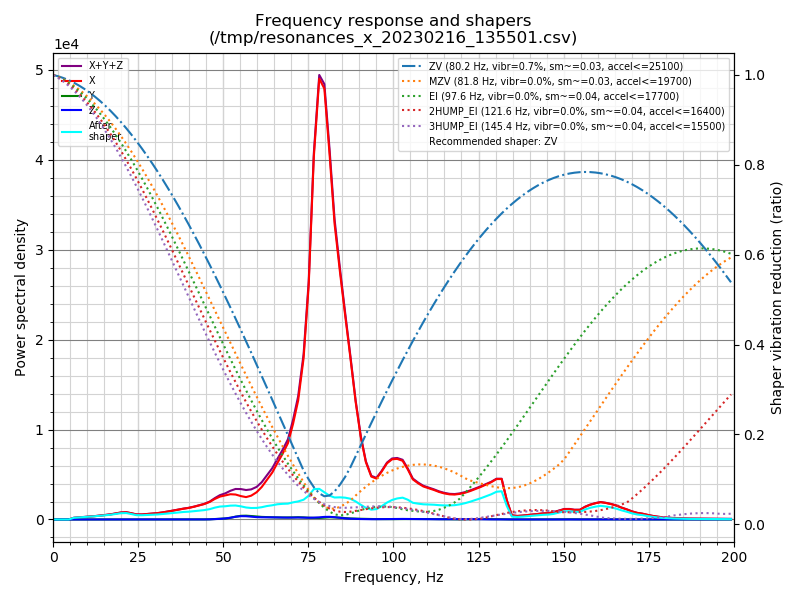 Frequency response and shapers
(/tmp/resonances_x_20230216_135501.csv)
1e4
X+Y+Z
X
Y
Z
After
shaper
ZV (80.2 Hz, vibr=0.7%, sm~=0.03, accel<=25100)
MZV (81.8 Hz, vibr=0.0%, sm~=0.03, accel<=19700)
EI (97.6 Hz, vibr=0.0%, sm~=0.04, accel<=17700)
2HUMP_EI (121.6 Hz, vibr=0.0%, sm~=0.04, accel<=16400)
3HUMP_EI (145.4 Hz, vibr=0.0%, sm~=0.04, accel<=15500)
Recommended shaper: ZV
5
4
3
2
1
0
Power spectral density
1.0
0.8
0.6
0.4
0.2
0.0
Shaper vibration reduction (ratio)
0 25 50 75 100 125 150 175 200
Frequency, Hz